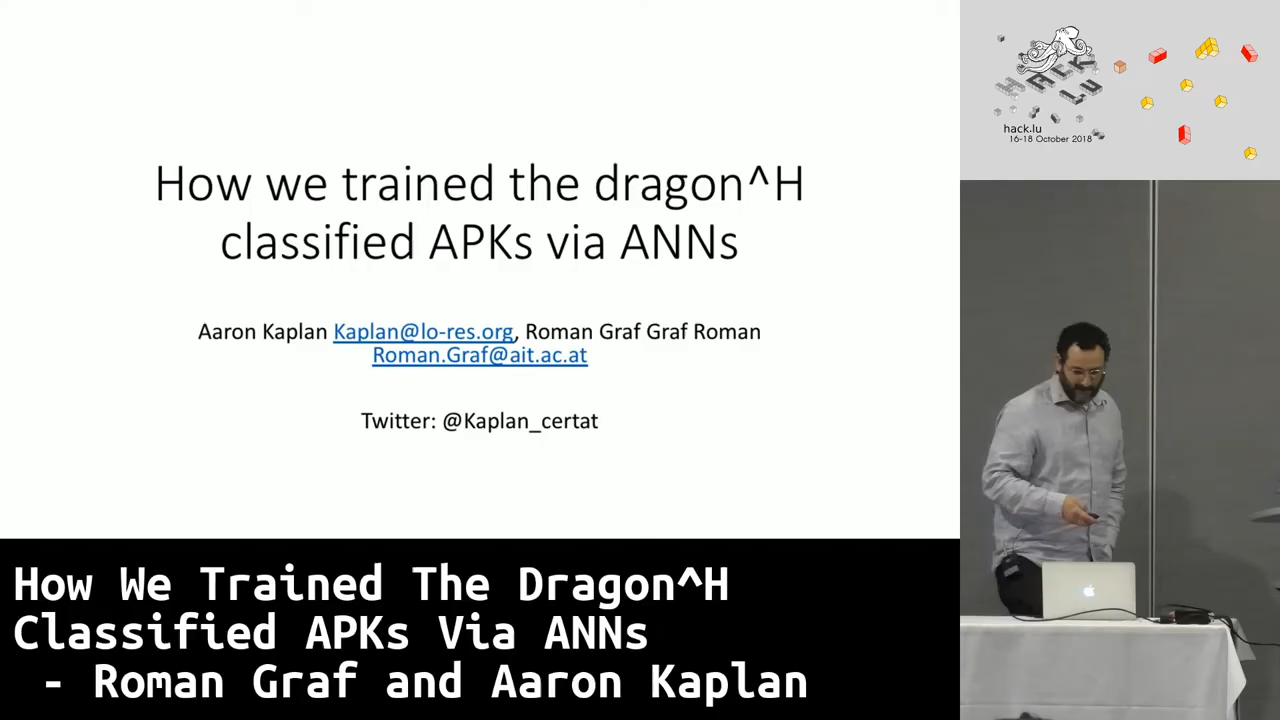 How we trained the dragon^H
classified APKs via ANNs
Aaron Kaplan Kaplan@lo-res.org, Roman Graf Graf Roman
Roman.Graf@ait.ac.at
Twitter: @Kaplan_certat
HACK
LU
hack.lu
16-18 October 2018
How We Trained The Dragon^H
Classified APKs Via ANNs
- Roman Graf and Aaron Kaplan